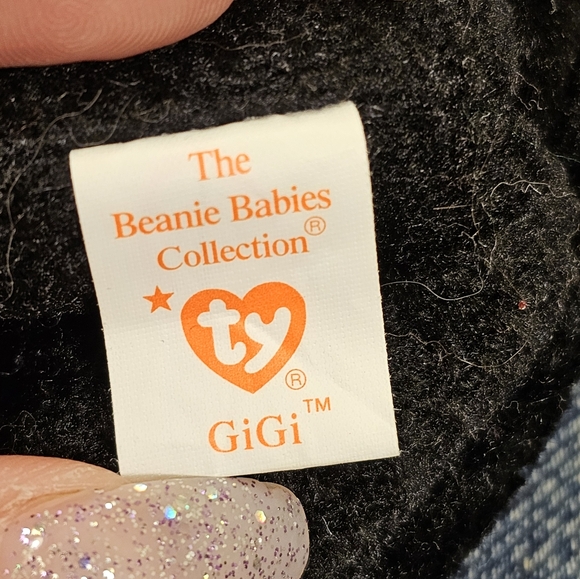 The
Beanie Babies
Collection®
ty®
GiGi™